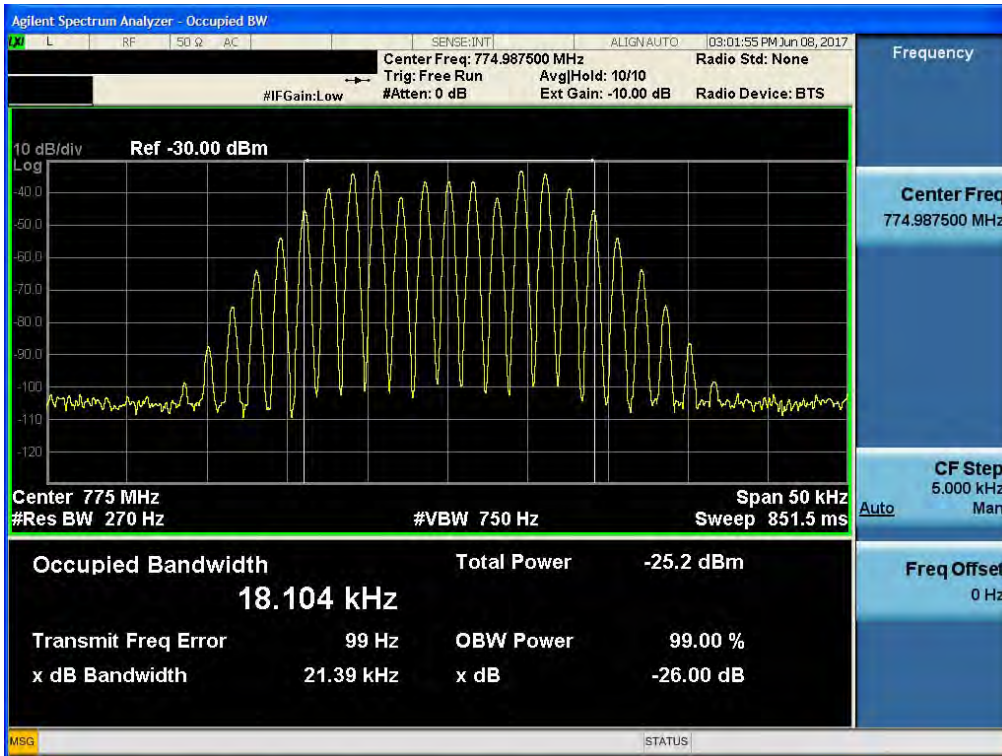 Agilent Spectrum Analyzer - Occupied BW
LXI L RF 50 Ω AC SENSE:INT ALIGN AUTO 03:01:55 PM Jun 08, 2017
Center Freq: 774.987500 MHz Radio Std: None
Trig: Free Run Avg|Hold: 10/10
#IFGain:Low #Atten: 0 dB Ext Gain: -10.00 dB Radio Device: BTS
10 dB/div Ref -30.00 dBm
Log
-40.0
-50.0
-60.0
-70.0
-80.0
-90.0
-100
-110
-120
Center 775 MHz Span 50 kHz
#Res BW 270 Hz #VBW 750 Hz Sweep 851.5 ms
Occupied Bandwidth Total Power -25.2 dBm
18.104 kHz
Transmit Freq Error 99 Hz OBW Power 99.00 %
x dB Bandwidth 21.39 kHz x dB -26.00 dB
MSG STATUS
Frequency
Center Freq
774.987500 MHz
CF Step
5.000 kHz
Auto Man
Freq Offset
0 Hz